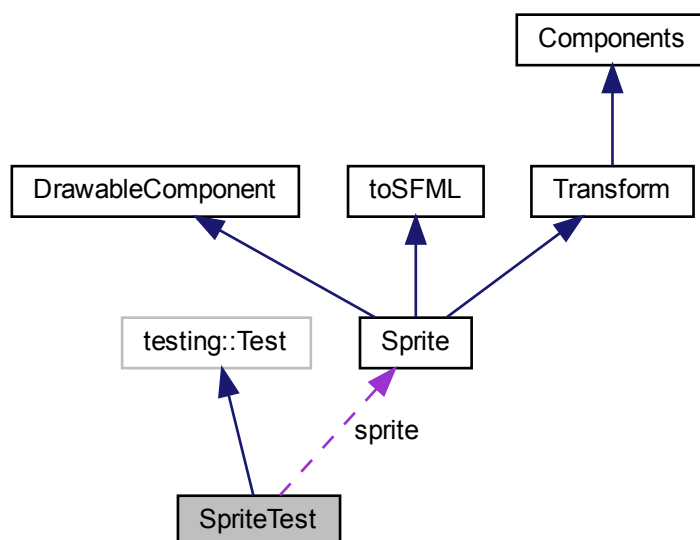 Components
DrawableComponent
toSFML
Transform
testing::Test
Sprite
sprite
SpriteTest